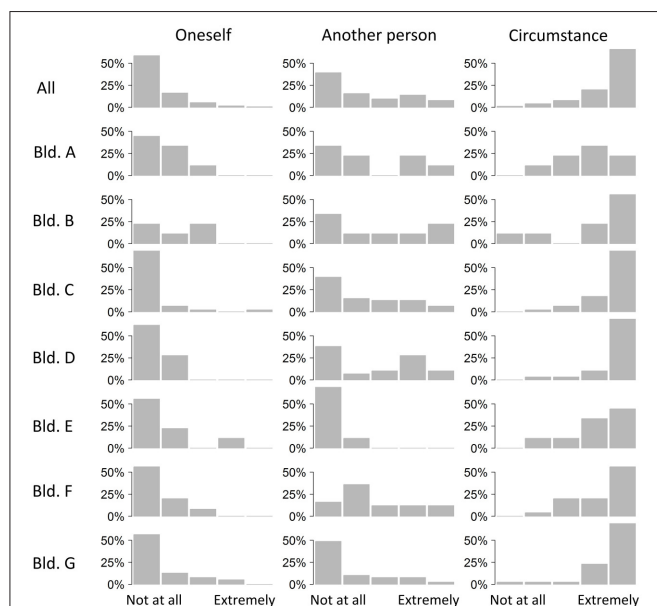 Oneself Another person Circumstance
All 50% 25% 0% 50% 25% 0% 50% 25% 0%
Bld. A 50% 25% 0% 50% 25% 0% 50% 25% 0%
Bld. B 50% 25% 0% 50% 25% 0% 50% 25% 0%
Bld. C 50% 25% 0% 50% 25% 0% 50% 25% 0%
Bld. D 50% 25% 0% 50% 25% 0% 50% 25% 0%
Bld. E 50% 25% 0% 50% 25% 0% 50% 25% 0%
Bld. F 50% 25% 0% 50% 25% 0% 50% 25% 0%
Bld. G 50% 25% 0% 50% 25% 0% 50% 25% 0%
Not at all Extremely Not at all Extremely Not at all Extremely